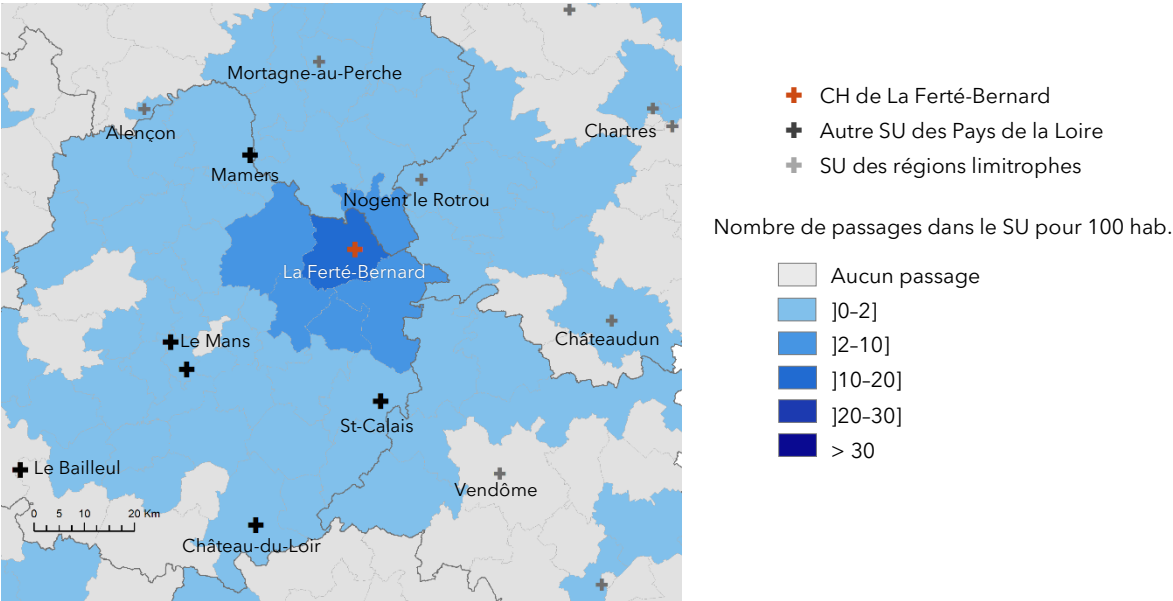 Mortagne-au-Perche
Alençon
Chartres
Mamers
Nogent le Rotrou
La Ferté-Bernard
Le Mans
Châteaudun
St-Calais
Le Bailleul
Vendôme
0 5 10 20 Km
Château-du-Loir
CH de La Ferté-Bernard
Autre SU des Pays de la Loire
SU des régions limitrophes
Nombre de passages dans le SU pour 100 hab.
Aucun passage
]0–2]
]2–10]
]10–20]
]20–30]
> 30